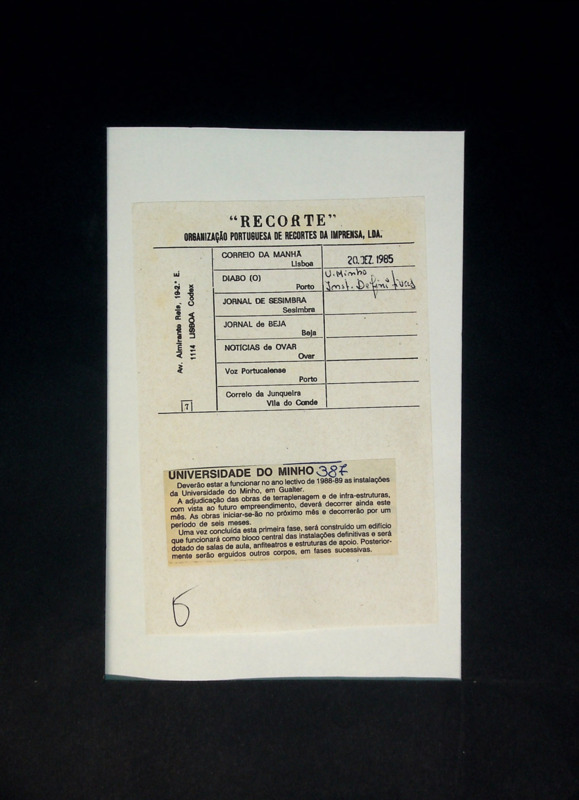 “RECORTE”
ORGANIZAÇÃO PORTUGUESA DE RECORTES DA IMPRENSA, LDA.
Av. Almirante Reis, 19-2.º E.
1114 LISBOA Codex
7
CORREIO DA MANHÃ
Lisboa
20. DEZ. 1985
DIABO (O)
Porto
U. Minho
Inst. Definitivas
JORNAL DE SESIMBRA
Sesimbra
JORNAL de BEJA
Beja
NOTÍCIAS de OVAR
Ovar
Voz Portucalense
Porto
Correio da Junqueira
Vila do Conde
UNIVERSIDADE DO MINHO 387
Deverão estar a funcionar no ano lectivo de 1988-89 as instalações
da Universidade do Minho, em Gualter.
A adjudicação das obras de terraplenagem e de infra-estruturas,
com vista ao futuro empreendimento, deverá decorrer ainda este
mês. As obras iniciar-se-ão no próximo mês e decorrerão por um
período de seis meses.
Uma vez concluída esta primeira fase, será construído um edifício
que funcionará como bloco central das instalações definitivas e será
dotado de salas de aula, anfiteatros e estruturas de apoio. Posterior-
mente serão erguidos outros corpos, em fases sucessivas.